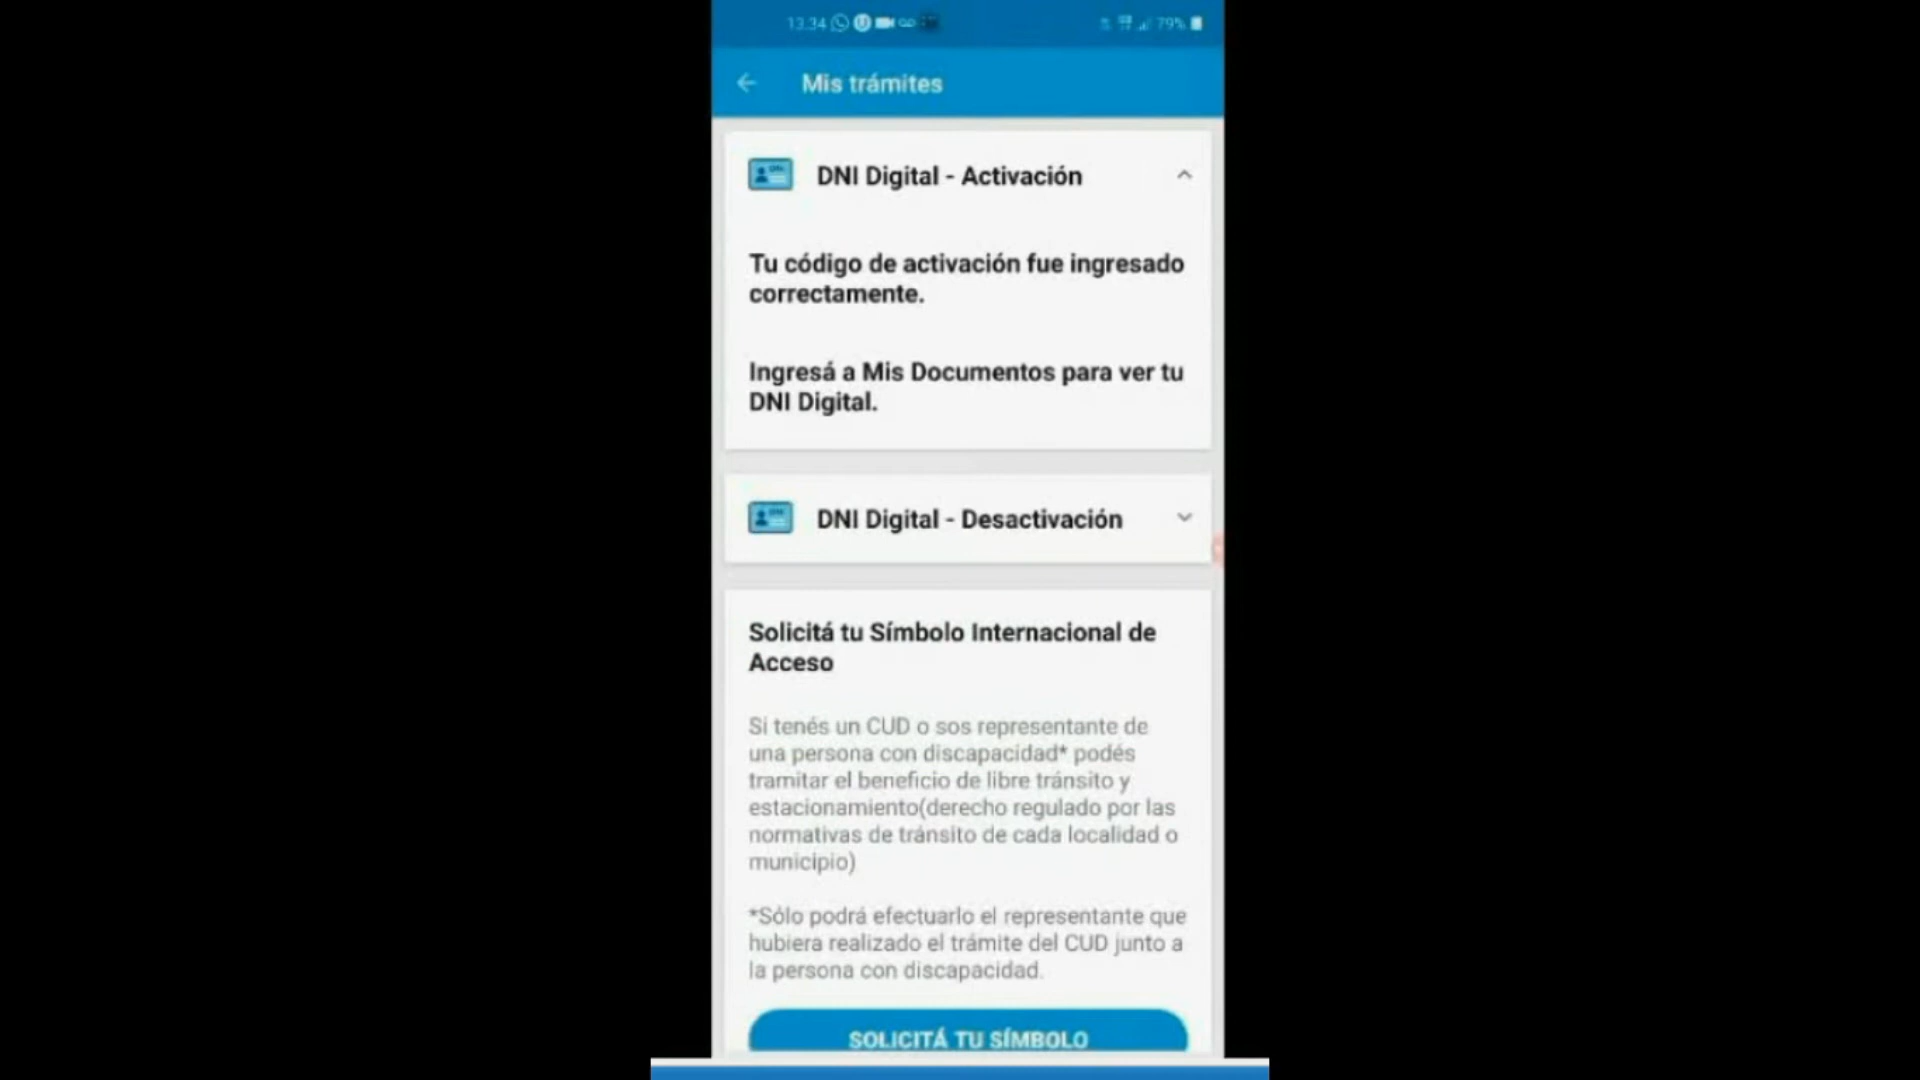 13.34 79%
Mis trámites
DNI Digital - Activación
Tu código de activación fue ingresado
correctamente.
Ingresá a Mis Documentos para ver tu
DNI Digital.
DNI Digital - Desactivación
Solicitá tu Símbolo Internacional de
Acceso
Si tenés un CUD o sos representante de
una persona con discapacidad* podés
tramitar el beneficio de libre tránsito y
estacionamiento(derecho regulado por las
normativas de tránsito de cada localidad o
municipio)
*Sólo podrá efectuarlo el representante que
hubiera realizado el trámite del CUD junto a
la persona con discapacidad.
SOLICITÁ TU SÍMBOLO